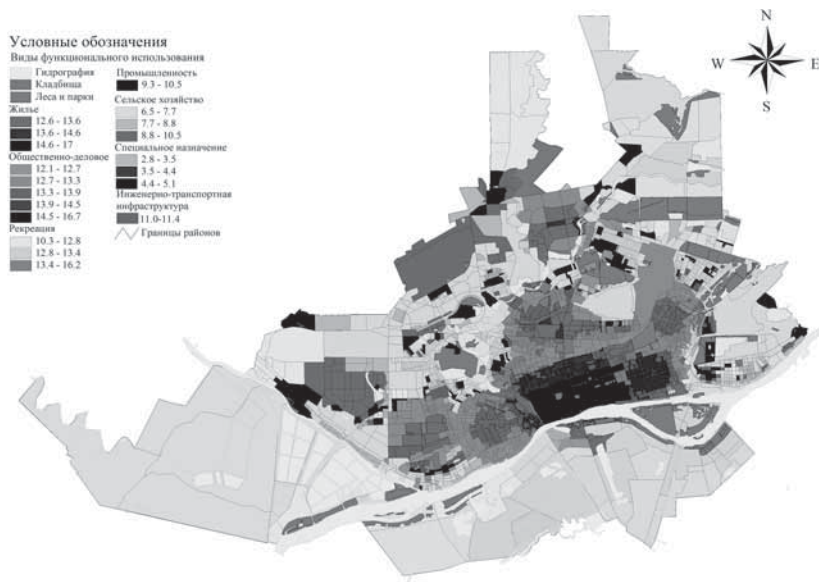 N
W
E
S
Условные обозначения
Виды функционального использования
Гидрография
Кладбища
Леса и парки
Жилье
12.6 - 13.6
13.6 - 14.6
14.6 - 17
Общественно-деловое
12.1 - 12.7
12.7 - 13.3
13.3 - 13.9
13.9 - 14.5
14.5 - 16.7
Рекреация
10.3 - 12.8
12.8 - 13.4
13.4 - 16.2
Промышленность
9.3 - 10.5
Сельское хозяйство
6.5 - 7.7
7.7 - 8.8
8.8 - 10.5
Специальное назначение
2.8 - 3.5
3.5 - 4.4
4.4 - 5.1
Инженерно-транспортная
инфраструктура
11.0-11.4
Границы районов